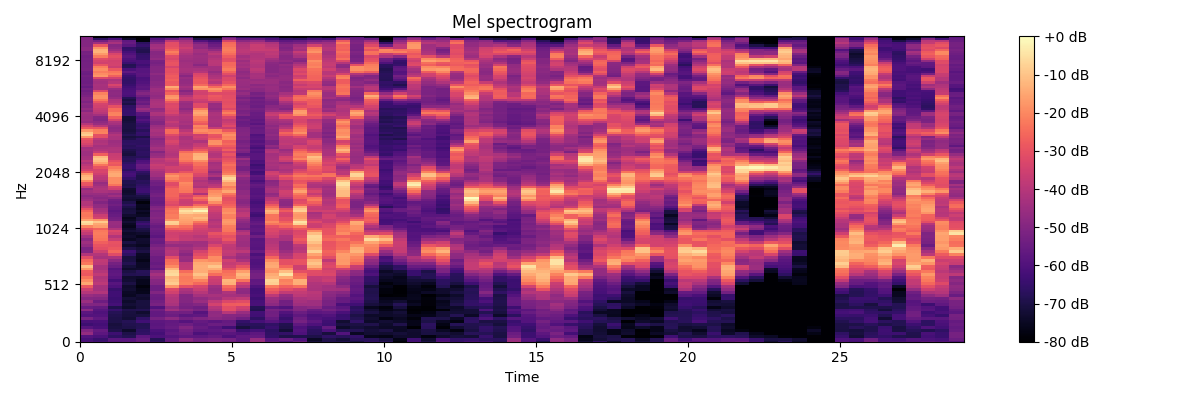 Mel spectrogram
8192
4096
2048
1024
512
0
Hz
0 5 10 15 20 25
Time
+0 dB
-10 dB
-20 dB
-30 dB
-40 dB
-50 dB
-60 dB
-70 dB
-80 dB